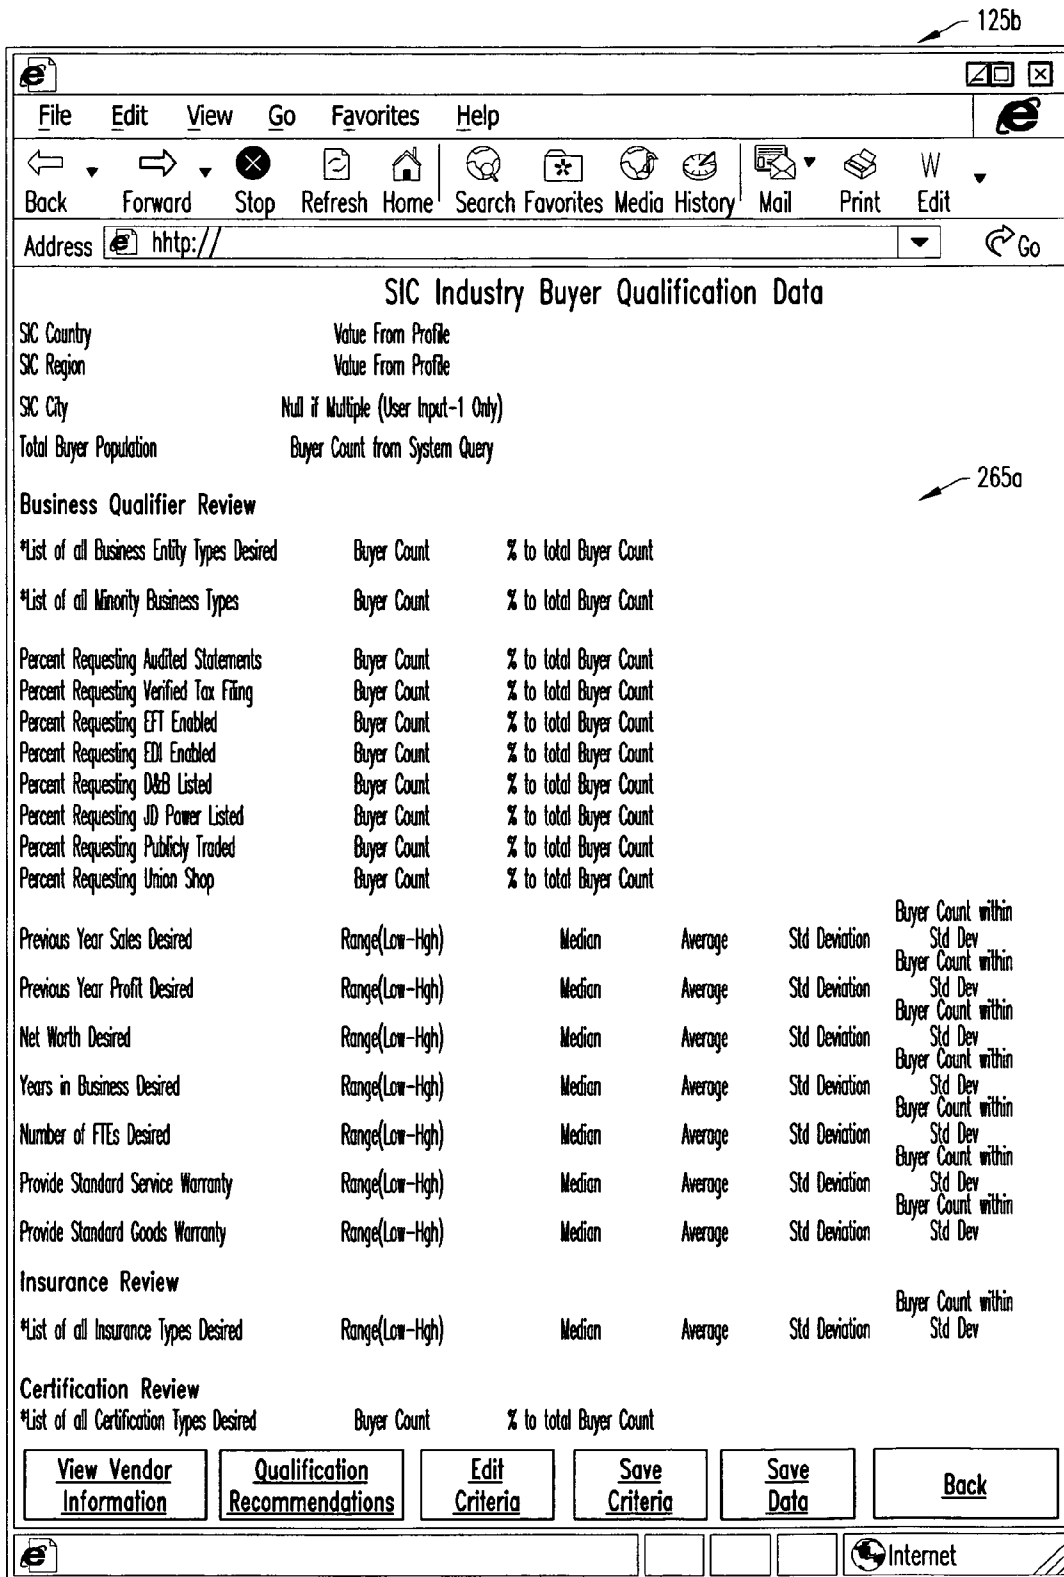 125b
File Edit View Go Favorites Help
Back Forward Stop Refresh Home Search Favorites Media History Mail Print Edit
W
Address hhtp:// Go
SIC Industry Buyer Qualification Data
SIC Country Value From Profile
SIC Region Value From Profile
SIC City Null if Multiple (User Input-1 Only)
Total Buyer Population Buyer Count from System Query
265a
Business Qualifier Review
*List of all Business Entity Types Desired Buyer Count % to total Buyer Count
*List of all Minority Business Types Buyer Count % to total Buyer Count
Percent Requesting Audited Statements Buyer Count % to total Buyer Count
Percent Requesting Verified Tax Filing Buyer Count % to total Buyer Count
Percent Requesting EFT Enabled Buyer Count % to total Buyer Count
Percent Requesting EDI Enabled Buyer Count % to total Buyer Count
Percent Requesting D&B Listed Buyer Count % to total Buyer Count
Percent Requesting JD Power Listed Buyer Count % to total Buyer Count
Percent Requesting Publicly Traded Buyer Count % to total Buyer Count
Percent Requesting Union Shop Buyer Count % to total Buyer Count
Buyer Count within
Previous Year Sales Desired Range(Low-Hgh) Median Average Std Deviation Std Dev
Buyer Count within
Previous Year Profit Desired Range(Low-Hgh) Median Average Std Deviation Std Dev
Buyer Count within
Net Worth Desired Range(Low-Hgh) Median Average Std Deviation Std Dev
Buyer Count within
Years in Business Desired Range(Low-Hgh) Median Average Std Deviation Std Dev
Buyer Count within
Number of FTEs Desired Range(Low-Hgh) Median Average Std Deviation Std Dev
Buyer Count within
Provide Standard Service Warranty Range(Low-Hgh) Median Average Std Deviation Std Dev
Buyer Count within
Provide Standard Goods Warranty Range(Low-Hgh) Median Average Std Deviation Std Dev
Insurance Review
Buyer Count within
*List of all Insurance Types Desired Range(Low-Hgh) Median Average Std Deviation Std Dev
Certification Review
*List of all Certification Types Desired Buyer Count % to total Buyer Count
View Vendor Information
Qualification Recommendations
Edit Criteria
Save Criteria
Save Data
Back
Internet